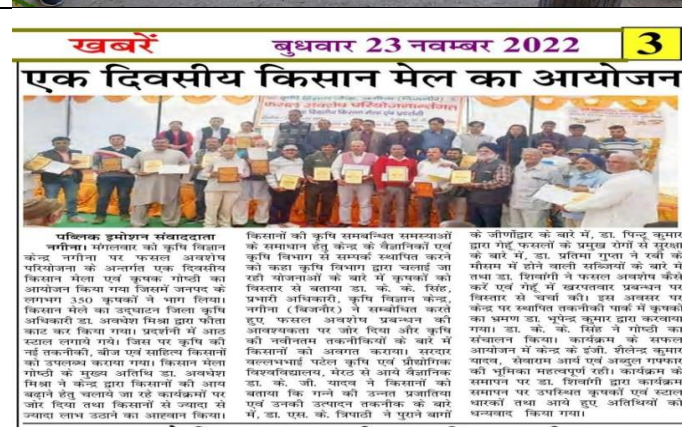 खबरें
बुधवार 23 नवम्बर 2022
3
एक दिवसीय किसान मेल का आयोजन
फसल अवशेष परियोजनान्तर्गत
पब्लिक इमोशन संवाददाता
नगीना। मंगलवार को कृषि विज्ञान
केन्द्र नगीना पर फसल अवशेष
परियोजना के अन्तर्गत एक दिवसीय
किसान मेला एवं कृषक गोष्ठी का
आयोजन किया गया जिसमें जनपद के
लगभग 350 कृषकों ने भाग लिया।
किसान मेले का उद्घाटन जिला कृषि
अधिकारी डा. अवधेश मिश्रा द्वारा फीता
काट कर किया गया। प्रदर्शनी में आठ
स्टाल लगाये गये। जिस पर कृषि की
नई तकनीकी, बीज एवं साहित्य किसानों
को उपलब्ध कराया गया। किसान मेला
गोष्ठी के मुख्य अतिथि डा. अवधेश
मिश्रा ने केन्द्र द्वारा किसानों की आय
बढ़ाने हेतु चलाये जा रहे कार्यक्रमों पर
जोर दिया तथा किसानों से ज्यादा से
ज्यादा लाभ उठाने का आहवान किया।
किसानों की कृषि समबन्धित समस्याओं
के समाधान हेतु केन्द्र के वैज्ञानिकों एवं
कृषि विभाग से सम्पर्क स्थापित करने
को कहा कृषि विभाग द्वारा चलाई जा
रही योजनाओं के बारे में कृषकों को
विस्तार से बताया डा. के. के. सिंह,
प्रभारी अधिकारी, कृषि विज्ञान केन्द्र,
नगीना (बिजनौर) ने सम्बोधित करते
हुए फसल अवशेष प्रबन्धन की
आवश्यकता पर जोर दिया और कृषि
की नवीनतम तकनीकियों के बारे में
किसानों को अवगत कराया। सरदार
वल्लभभाई पटेल कृषि एवं प्रौद्योगिक
विश्वविद्यालय, मेरठ से आये वैज्ञानिक
डा. के. जी. यादव ने किसानों को
बताया कि गन्ने की उन्नत प्रजातिया
एवं उनकी उत्पादन तकनीक के बारे
में, डा. एस. के. त्रिपाठी ने पुराने बागों
के जीर्णोद्वार के बारे में, डा. पिन्टू कुमार
द्वारा गेहूँ फसलों के प्रमुख रोगों से सुरक्षा
के बारे में, डा. प्रतिमा गुप्ता ने रबी के
मौसम में होने वाली सब्जियों के बारे में
तथा डा. शिवांगी ने फसल अवशेष कैसे
करें एवं गेहूँ में खरपतवार प्रबन्धन पर
विस्तार से चर्चा की। इस अवसर पर
केन्द्र पर स्थापित तकनीकी पार्क में कृषकों
का भ्रमण डा. भूपेन्द्र कुमार द्वारा करवाया
गया। डा. के. के. सिंह ने गोष्ठी का
संचालन किया। कार्यक्रम के सफल
आयोजन में केन्द्र के इंजी. शैलेन्द्र कुमार
यादव, सेवाराम आर्य एवं अब्दुल गफ्फार
की भूमिका महत्वपूर्ण रही। कार्यक्रम के
समापन पर डा. शिवांगी द्वारा कार्यक्रम
समापन पर उपस्थित कृषकों एवं स्टाल
धारकों तथा आये हुए अतिथियों को
धन्यवाद किया गया।